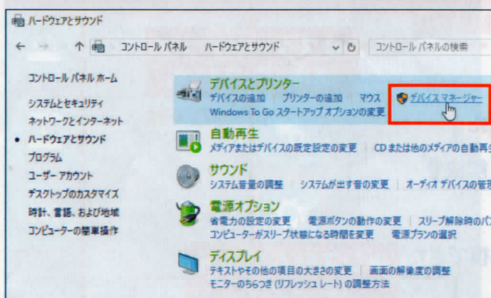 ハードウェアとサウンド
コントロール パネル ハードウェアとサウンド コントロール パネルの検索
コントロール パネル ホーム
システムとセキュリティ
ネットワークとインターネット
ハードウェアとサウンド
プログラム
ユーザー アカウント
デスクトップのカスタマイズ
時計、言語、および地域
コンピューターの簡単操作
デバイスとプリンター
デバイスの追加 プリンターの追加 マウス デバイス マネージャー
Windows To Go スタートアップ オプションの変更
自動再生
メディアまたはデバイスの既定設定の変更 CD または他のメディアの自動再生
サウンド
システム音量の調整 システムが出す音の変更 オーディオ デバイスの管理
電源オプション
省電力の設定の変更 電源ボタンの動作の変更 スリープ解除時のパ
コンピューターがスリープ状態になる時間を変更 電源プランの選択
ディスプレイ
テキストやその他の項目の大きさの変更 画面の解像度の調整
モニターのちらつき (リフレッシュ レート) の調整方法